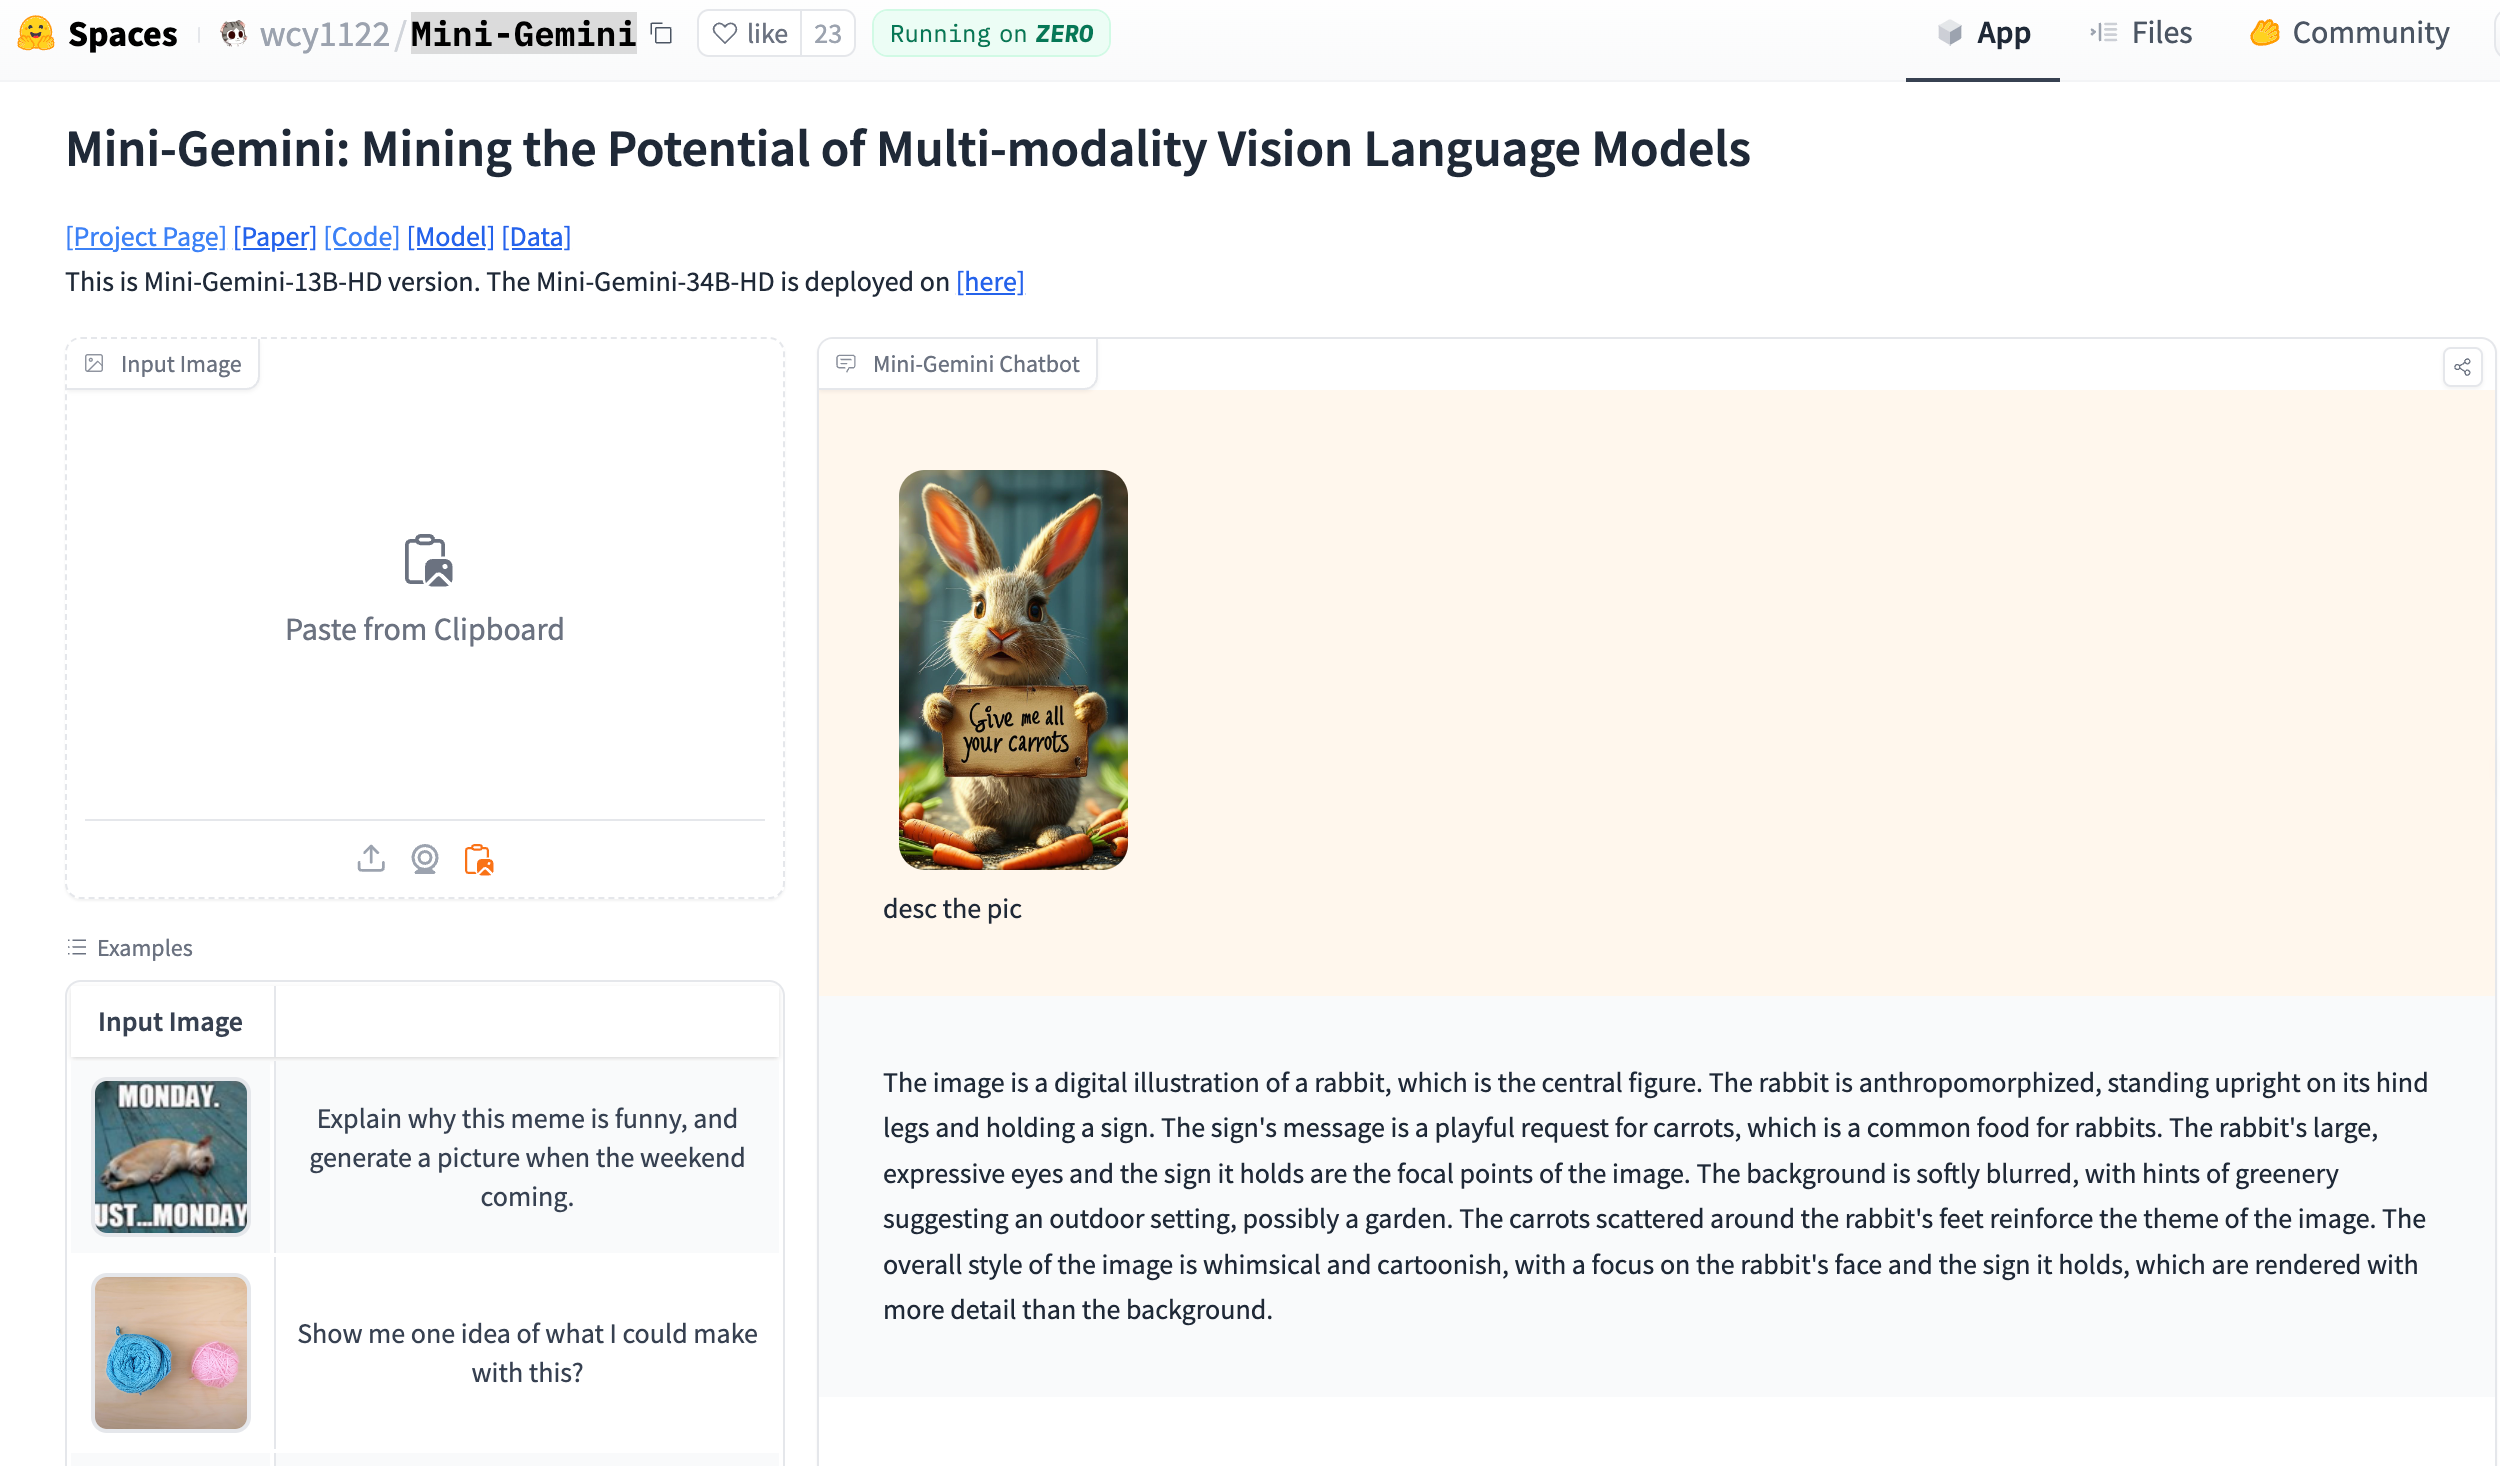 Spaces wcy1122/Mini-Gemini like 23 Running on ZERO App Files Community
Mini-Gemini: Mining the Potential of Multi-modality Vision Language Models
[Project Page] [Paper] [Code] [Model] [Data]
This is Mini-Gemini-13B-HD version. The Mini-Gemini-34B-HD is deployed on [here]
Input Image
Paste from Clipboard
Examples
Input Image
MONDAY.
UST...MONDAY
Explain why this meme is funny, and
generate a picture when the weekend
coming.
Show me one idea of what I could make
with this?
Mini-Gemini Chatbot
Give me all
your carrots
desc the pic
The image is a digital illustration of a rabbit, which is the central figure. The rabbit is anthropomorphized, standing upright on its hind
legs and holding a sign. The sign's message is a playful request for carrots, which is a common food for rabbits. The rabbit's large,
expressive eyes and the sign it holds are the focal points of the image. The background is softly blurred, with hints of greenery
suggesting an outdoor setting, possibly a garden. The carrots scattered around the rabbit's feet reinforce the theme of the image. The
overall style of the image is whimsical and cartoonish, with a focus on the rabbit's face and the sign it holds, which are rendered with
more detail than the background.